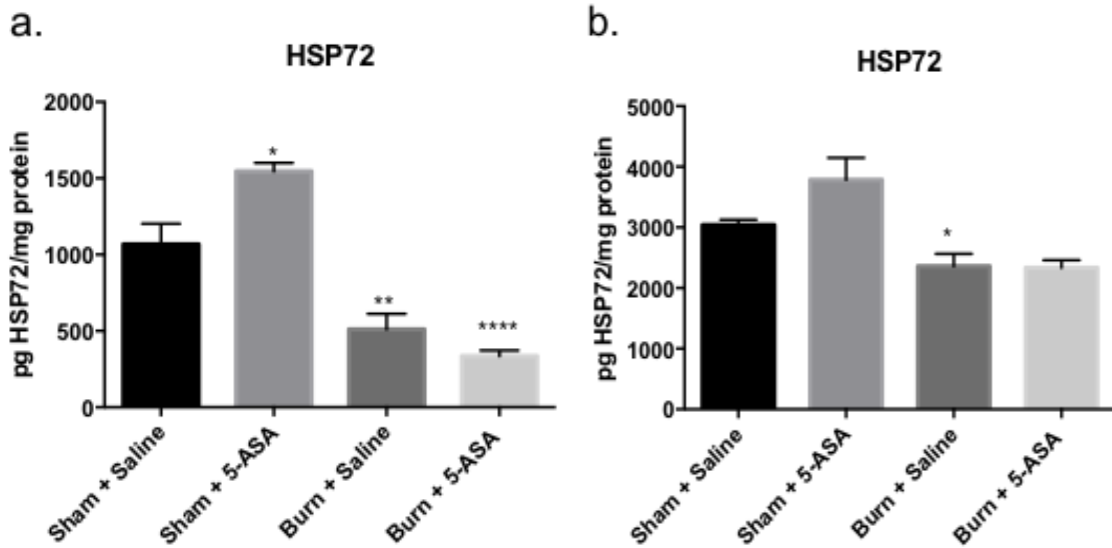 a.
HSP72
pg HSP72/mg protein
2000
1500
1000
500
0
*
**
****
Sham + Saline
Sham + 5-ASA
Burn + Saline
Burn + 5-ASA
b.
HSP72
pg HSP72/mg protein
5000
4000
3000
2000
1000
0
*
Sham + Saline
Sham + 5-ASA
Burn + Saline
Burn + 5-ASA